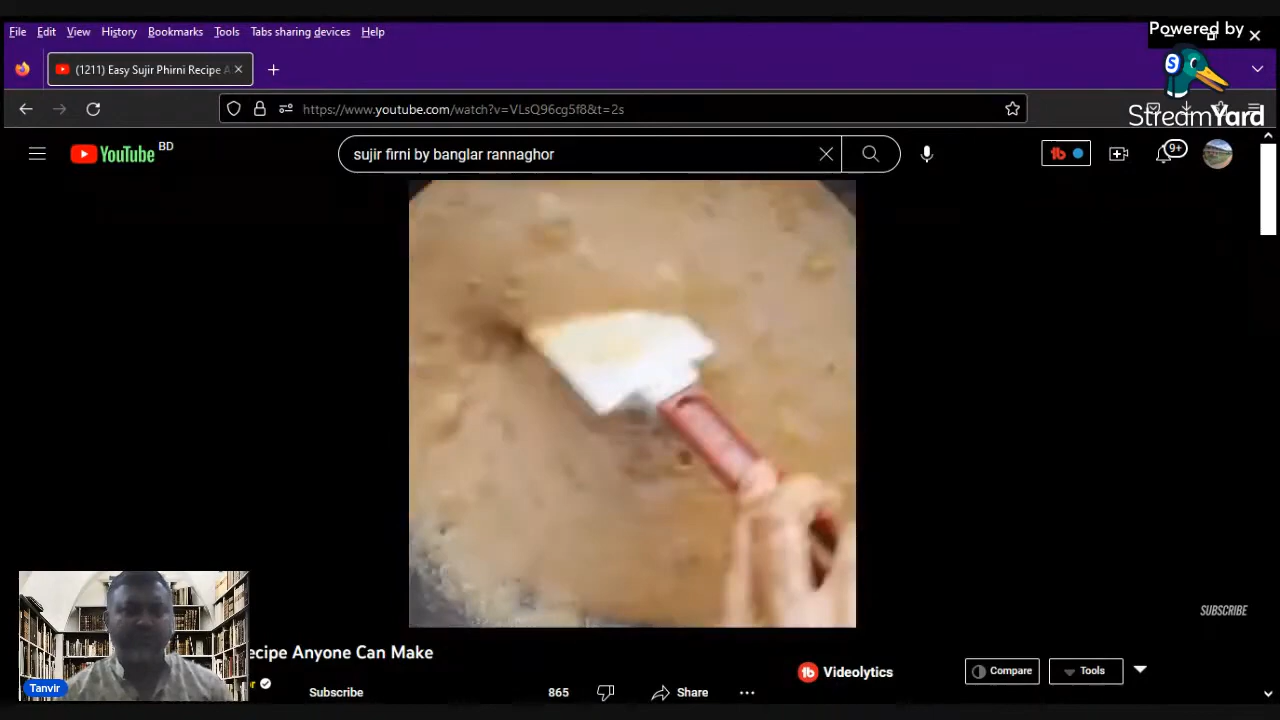 File Edit View History Bookmarks Tools Tabs sharing devices Help
Powered by
StreamYard
(1211) Easy Sujir Phirni Recipe A
https://www.youtube.com/watch?v=VLsQ96cg5f8&t=2s
YouTube BD
sujir firni by banglar rannaghor
9+
SUBSCRIBE
ecipe Anyone Can Make
Videolytics
Compare
Tools
Tanvir
Subscribe
865
Share